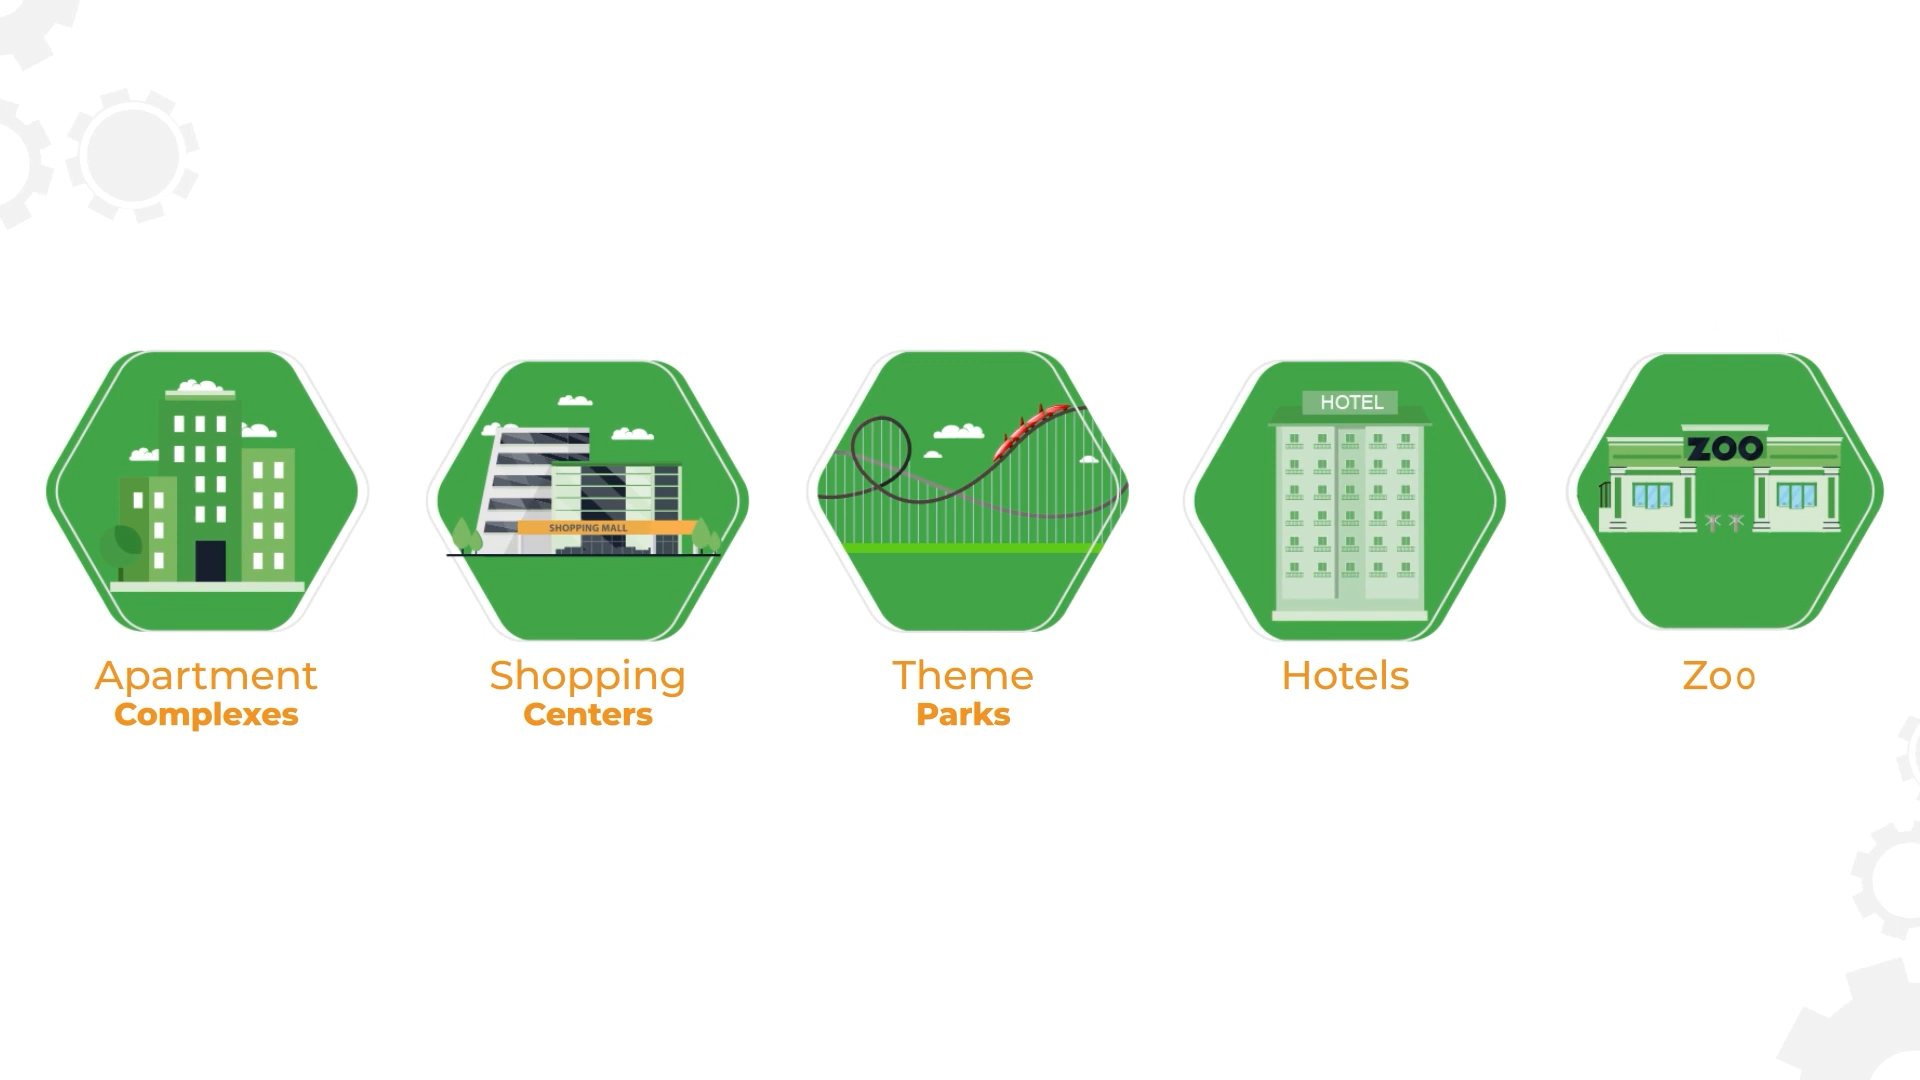 HOTEL
ZOO
SHOPPING MALL
Apartment
Complexes
Shopping
Centers
Theme
Parks
Hotels
Zoo